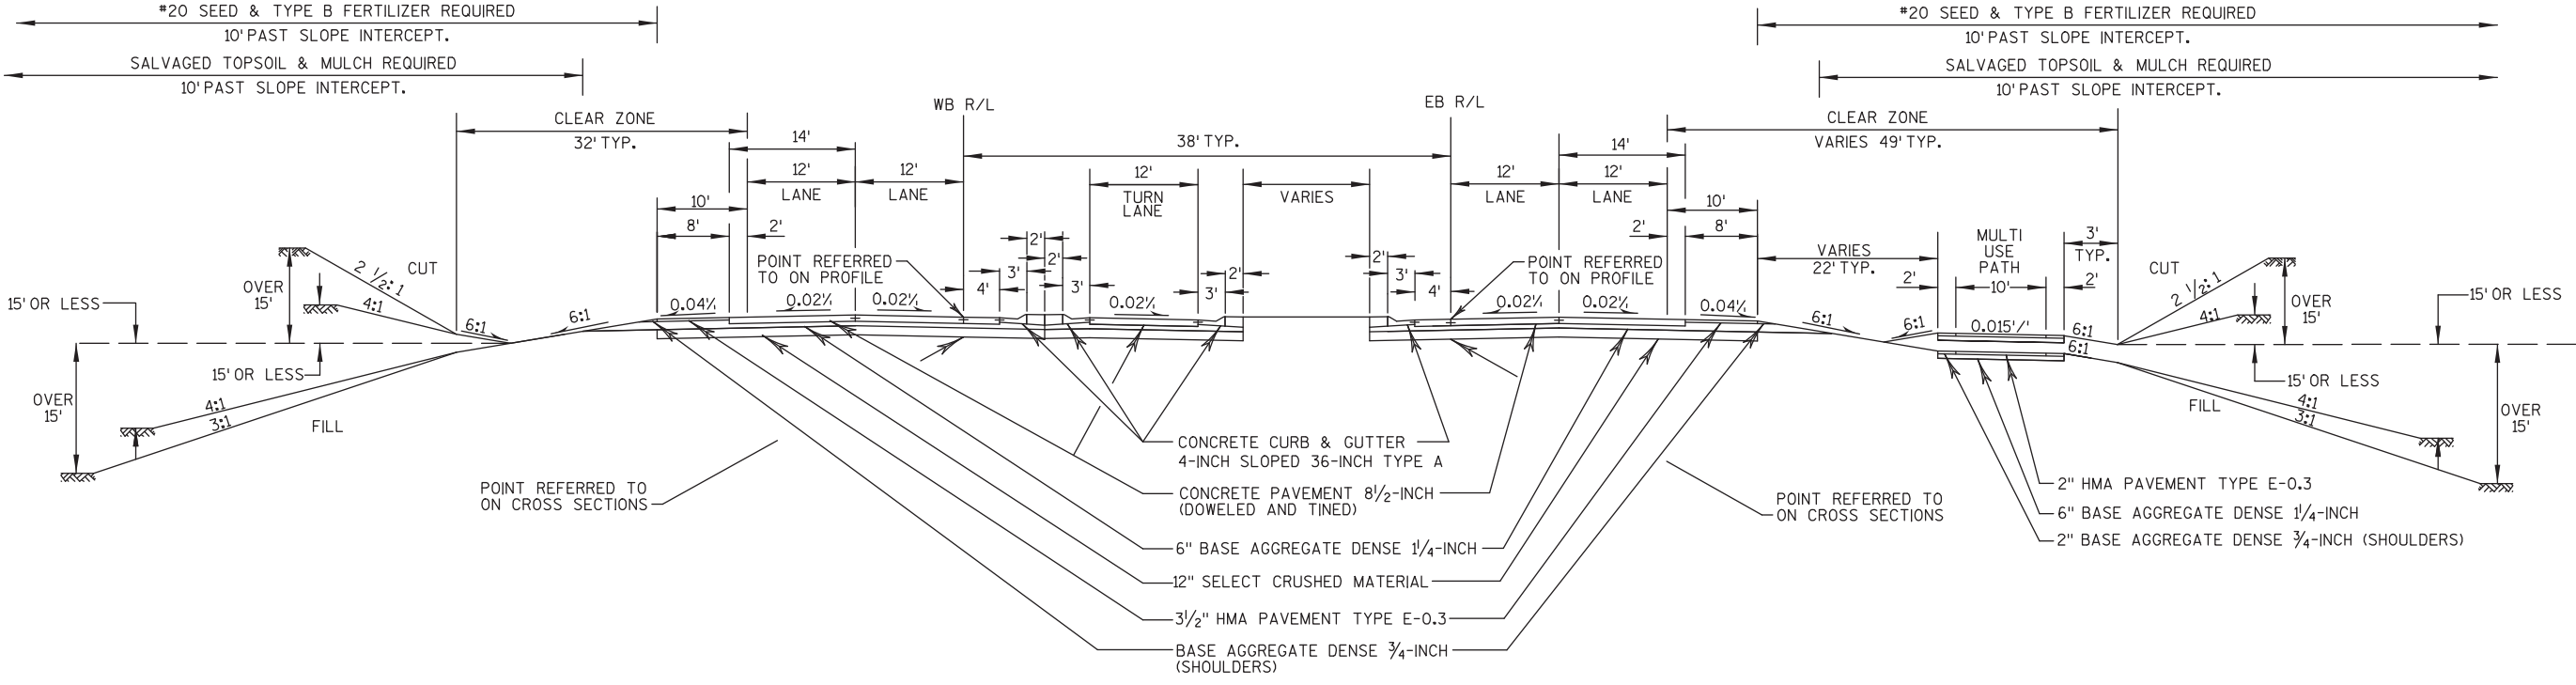 #20 SEED & TYPE B FERTILIZER REQUIRED
10' PAST SLOPE INTERCEPT.
SALVAGED TOPSOIL & MULCH REQUIRED
10' PAST SLOPE INTERCEPT.
#20 SEED & TYPE B FERTILIZER REQUIRED
10' PAST SLOPE INTERCEPT.
SALVAGED TOPSOIL & MULCH REQUIRED
10' PAST SLOPE INTERCEPT.
WB R/L
EB R/L
CLEAR ZONE
32' TYP.
14'
38' TYP.
14'
CLEAR ZONE
VARIES 49' TYP.
12'
LANE
12'
LANE
12'
TURN
LANE
VARIES
12'
LANE
12'
LANE
10'
8'
2'
2'
2'
3'
4'
3'
3'
2'
2'
3'
4'
10'
2'
8'
VARIES
22' TYP.
MULTI
USE
PATH
2'
10'
2'
3'
TYP.
POINT REFERRED
TO ON PROFILE
POINT REFERRED
TO ON PROFILE
2 1/2:1
CUT
OVER
15'
15' OR LESS
4:1
6:1
6:1
0.04'/'
0.02'/'
0.02'/'
0.02'/'
0.02'/'
0.02'/'
0.04'/'
6:1
6:1
0.015'/'
6:1
6:1
CUT
2 1/2:1
4:1
OVER
15'
15' OR LESS
15' OR LESS
OVER
15'
4:1
3:1
FILL
15' OR LESS
4:1
3:1
FILL
OVER
15'
CONCRETE CURB & GUTTER
4-INCH SLOPED 36-INCH TYPE A
POINT REFERRED TO
ON CROSS SECTIONS
CONCRETE PAVEMENT 8 1/2-INCH
(DOWELED AND TINED)
POINT REFERRED TO
ON CROSS SECTIONS
2" HMA PAVEMENT TYPE E-0.3
6" BASE AGGREGATE DENSE 1 1/4-INCH
2" BASE AGGREGATE DENSE 3/4-INCH (SHOULDERS)
6" BASE AGGREGATE DENSE 1 1/4-INCH
12" SELECT CRUSHED MATERIAL
3 1/2" HMA PAVEMENT TYPE E-0.3
BASE AGGREGATE DENSE 3/4-INCH
(SHOULDERS)